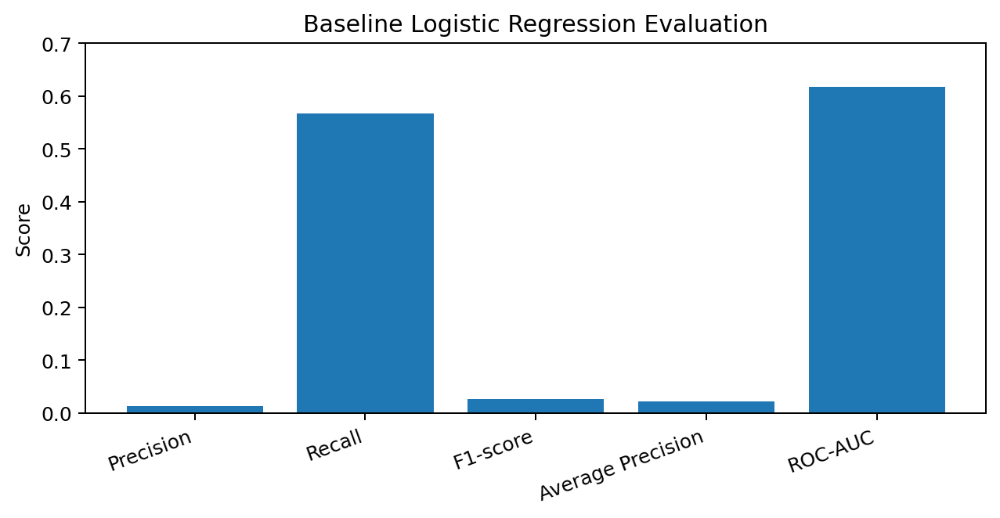 Baseline Logistic Regression Evaluation
Score
0.7
0.6
0.5
0.4
0.3
0.2
0.1
0.0
Precision
Recall
F1-score
Average Precision
ROC-AUC